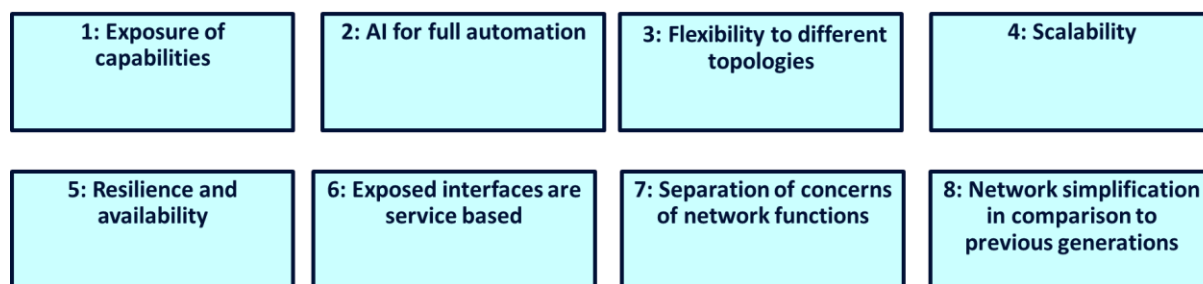 1: Exposure of
capabilities
2: AI for full automation
3: Flexibility to different
topologies
4: Scalability
5: Resilience and
availability
6: Exposed interfaces are
service based
7: Separation of concerns
of network functions
8: Network simplification
in comparison to
previous generations